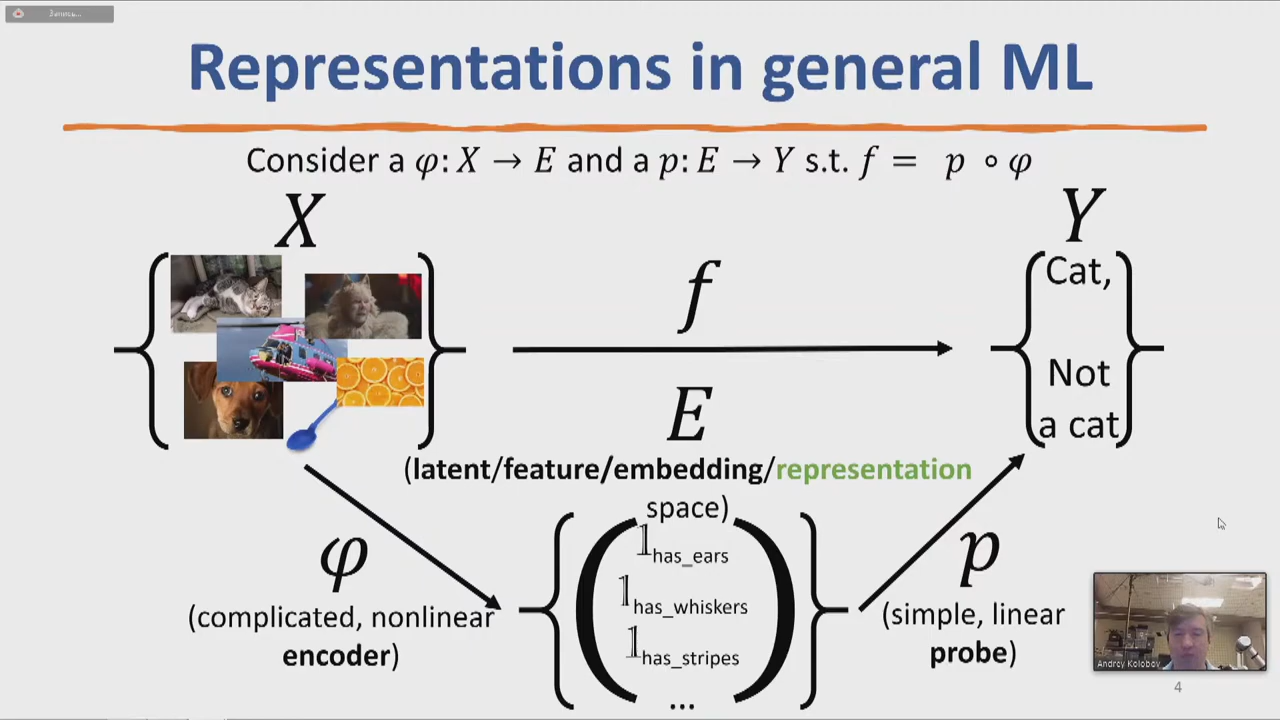 Запись...
Representations in general ML
Consider a φ: X → E and a p: E → Y s.t. f = p ∘ φ
X
Y
f
Cat,
Not
a cat
E
(latent/feature/embedding/representation
space)
𝟙has_ears
𝟙has_whiskers
𝟙has_stripes
...
φ
(complicated, nonlinear
encoder)
p
(simple, linear
probe)
Andrey Kolobov
4